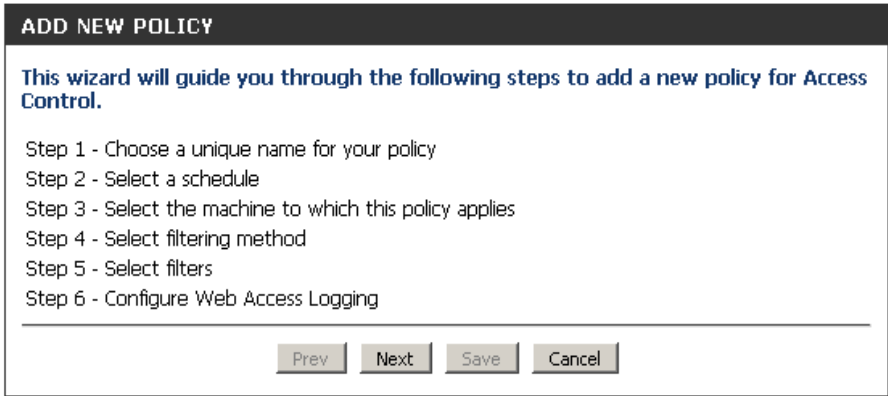 ADD NEW POLICY
This wizard will guide you through the following steps to add a new policy for Access
Control.
Step 1 - Choose a unique name for your policy
Step 2 - Select a schedule
Step 3 - Select the machine to which this policy applies
Step 4 - Select filtering method
Step 5 - Select filters
Step 6 - Configure Web Access Logging
Prev Next Save Cancel